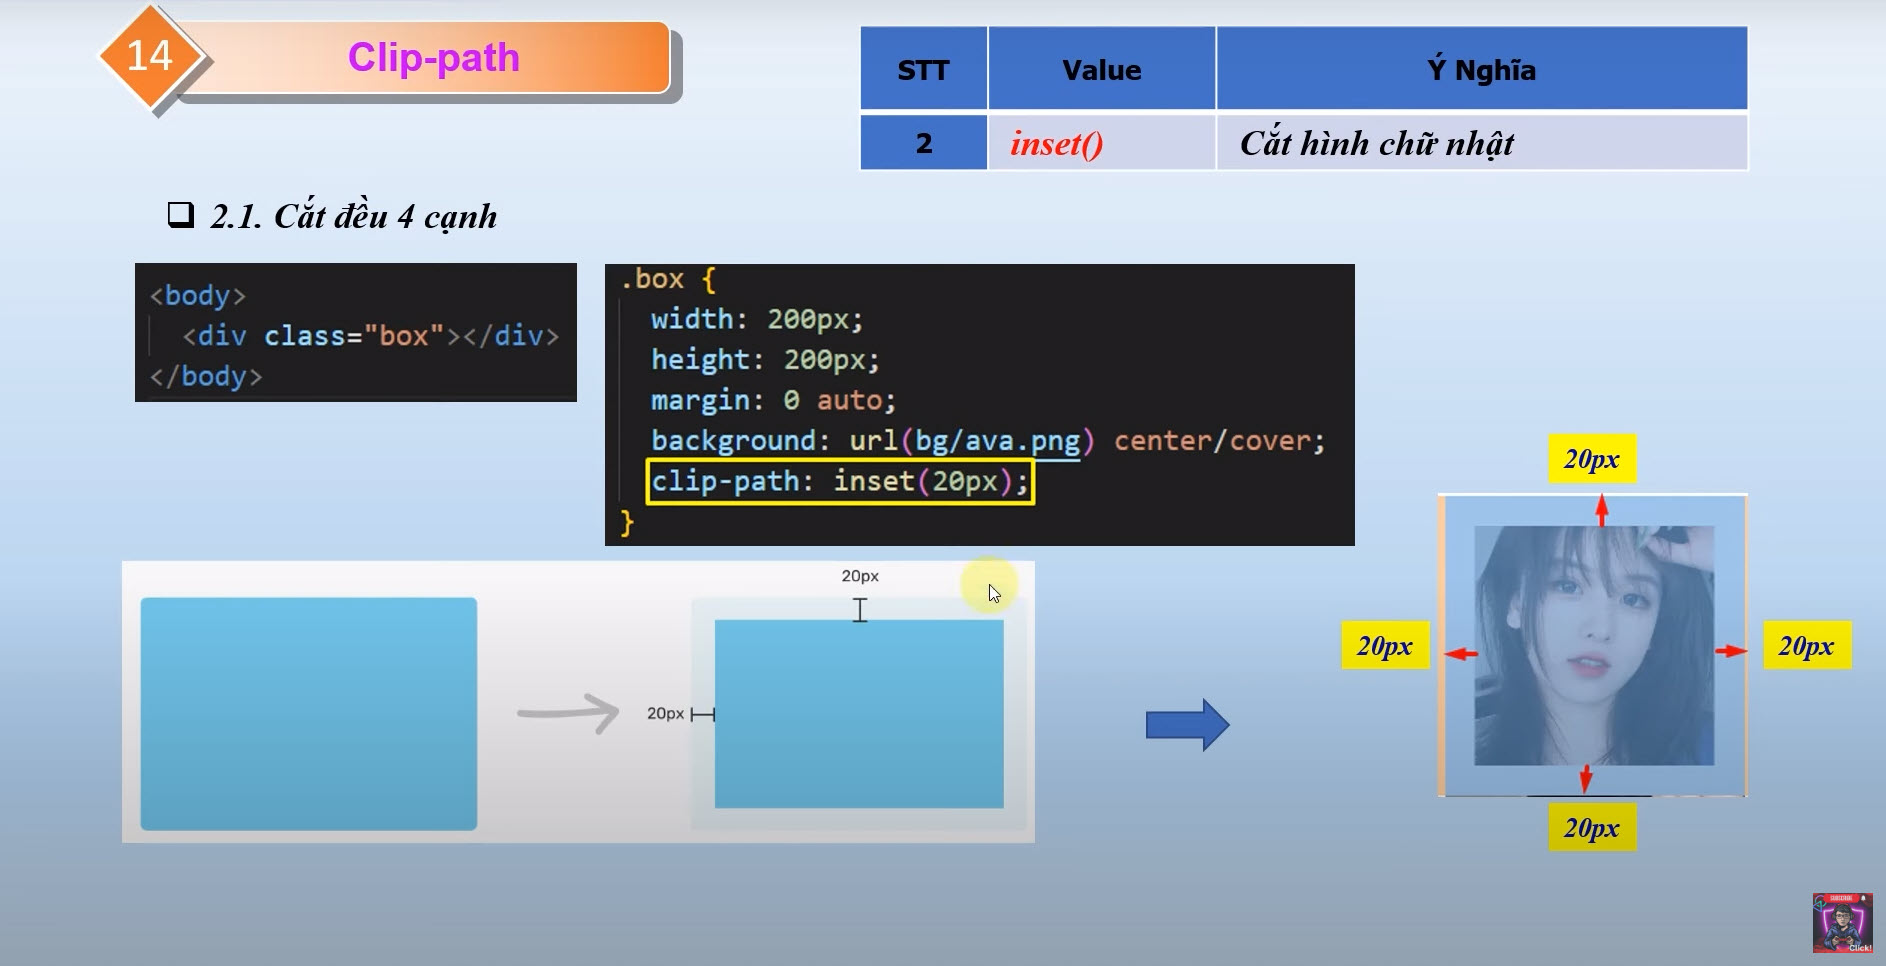 14
Clip-path
STT Value Ý Nghĩa
2 inset() Cắt hình chữ nhật
2.1. Cắt đều 4 cạnh
<body>
<div class="box"></div>
</body>
.box {
width: 200px;
height: 200px;
margin: 0 auto;
background: url(bg/ava.png) center/cover;
clip-path: inset(20px);
}
20px
20px
20px
20px
20px
20px
SUBSCRIBE
Click!